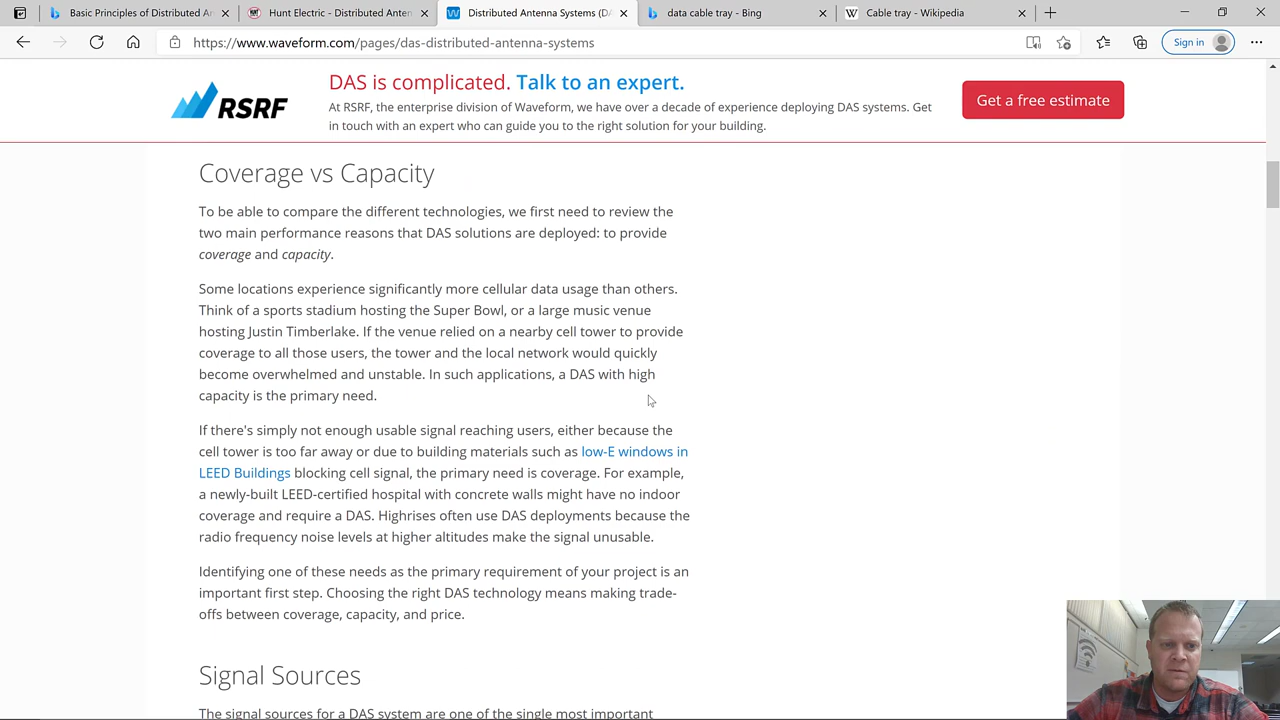 Basic Principles of Distributed An
Hunt Electric - Distributed Anten
Distributed Antenna Systems (DA
data cable tray - Bing
Cable tray - Wikipedia
https://www.waveform.com/pages/das-distributed-antenna-systems
Sign in
RSRF
DAS is complicated. Talk to an expert.
At RSRF, the enterprise division of Waveform, we have over a decade of experience deploying DAS systems. Get
in touch with an expert who can guide you to the right solution for your building.
Get a free estimate
Coverage vs Capacity
To be able to compare the different technologies, we first need to review the
two main performance reasons that DAS solutions are deployed: to provide
coverage and capacity.
Some locations experience significantly more cellular data usage than others.
Think of a sports stadium hosting the Super Bowl, or a large music venue
hosting Justin Timberlake. If the venue relied on a nearby cell tower to provide
coverage to all those users, the tower and the local network would quickly
become overwhelmed and unstable. In such applications, a DAS with high
capacity is the primary need.
If there's simply not enough usable signal reaching users, either because the
cell tower is too far away or due to building materials such as low-E windows in
LEED Buildings blocking cell signal, the primary need is coverage. For example,
a newly-built LEED-certified hospital with concrete walls might have no indoor
coverage and require a DAS. Highrises often use DAS deployments because the
radio frequency noise levels at higher altitudes make the signal unusable.
Identifying one of these needs as the primary requirement of your project is an
important first step. Choosing the right DAS technology means making trade-
offs between coverage, capacity, and price.
Signal Sources
The signal sources for a DAS system are one of the single most important